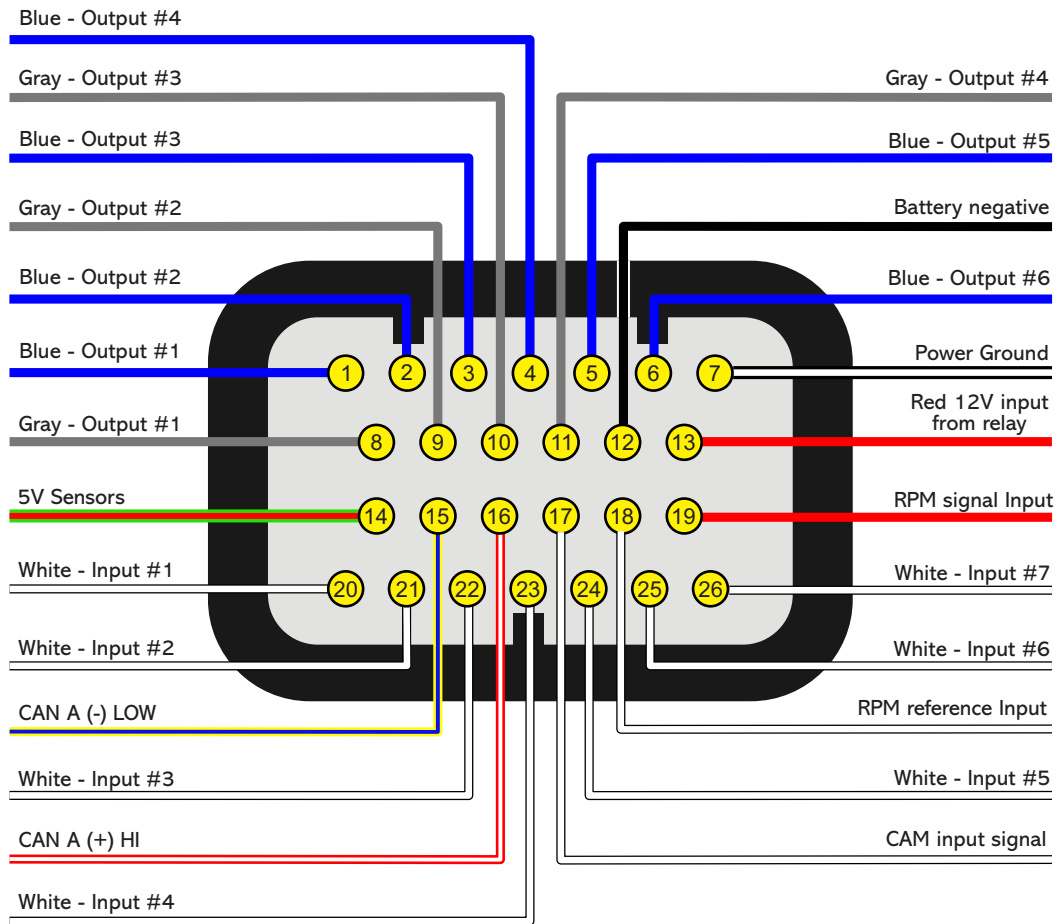 Blue - Output #4
Gray - Output #3
Gray - Output #4
Blue - Output #3
Blue - Output #5
Gray - Output #2
Battery negative
Blue - Output #2
Blue - Output #6
Blue - Output #1
Power Ground
Red 12V input
from relay
Gray - Output #1
5V Sensors
RPM signal Input
White - Input #1
White - Input #7
White - Input #2
White - Input #6
CAN A (-) LOW
RPM reference Input
White - Input #3
White - Input #5
CAN A (+) HI
CAM input signal
White - Input #4
1 2 3 4 5 6 7
8 9 10 11 12 13
14 15 16 17 18 19
20 21 22 23 24 25 26